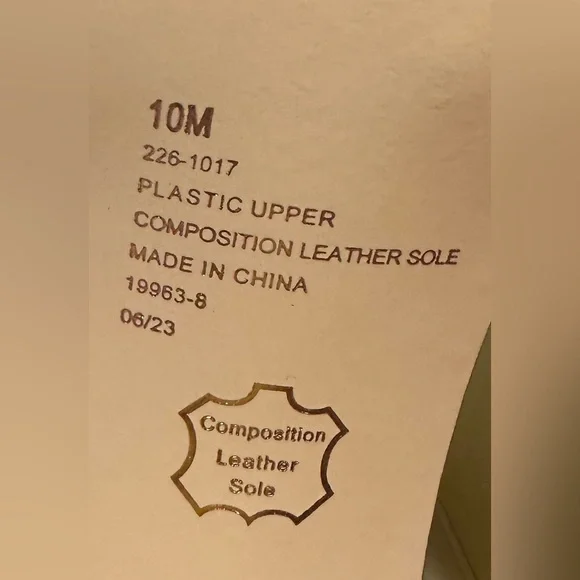 10M
226-1017
PLASTIC UPPER
COMPOSITION LEATHER SOLE
MADE IN CHINA
19963-8
06/23
Composition
Leather
Sole